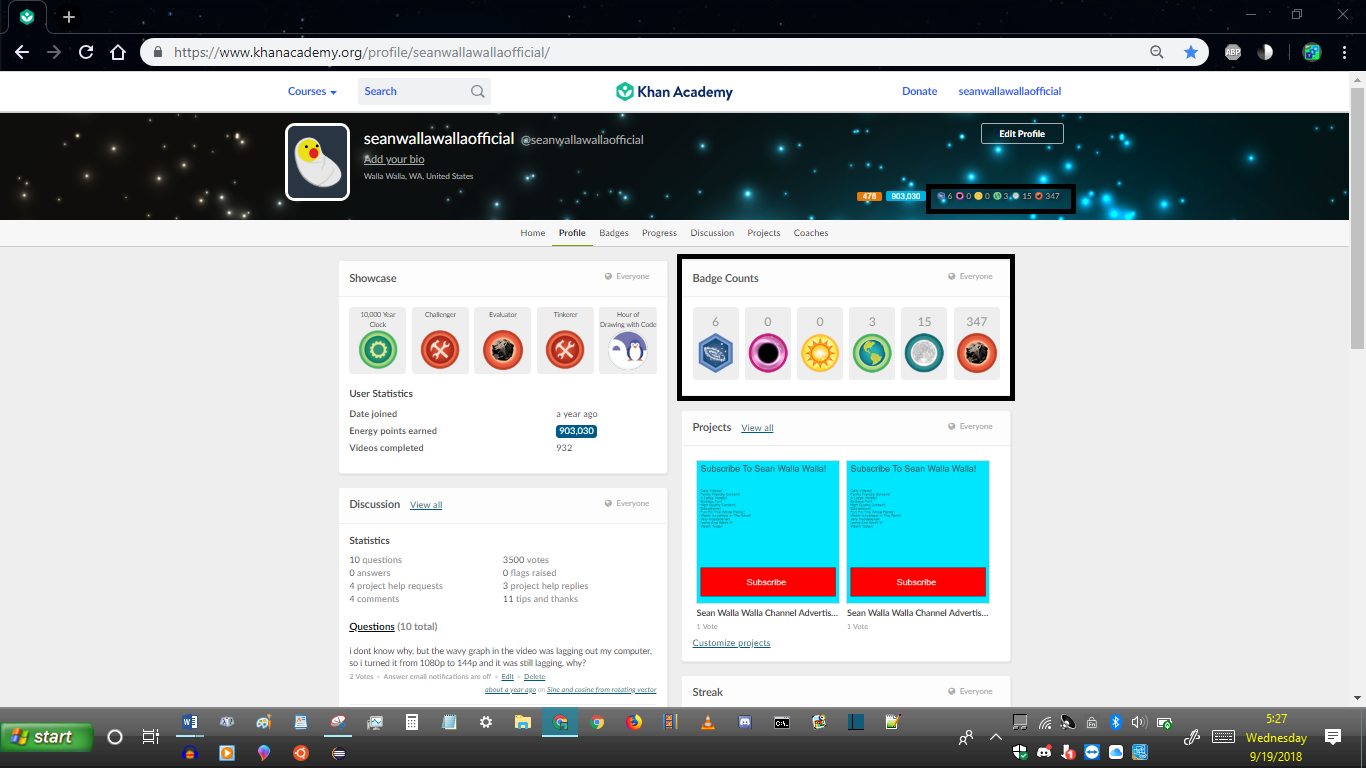 https://www.khanacademy.org/profile/seanwallawallaofficial/
ABP
Courses
Search
Khan Academy
Donate
seanwallawallaofficial
seanwallawallaofficial @seanwallawallaofficial
Add your bio
Walla Walla, WA, United States
Edit Profile
478 903,030 6 0 0 3 15 347
Home Profile Badges Progress Discussion Projects Coaches
Showcase Everyone
10,000 Year
Clock
Challenger
Evaluator
Tinkerer
Hour of
Drawing with Code
User Statistics
Date joined a year ago
Energy points earned 903,030
Videos completed 932
Badge Counts Everyone
6 0 0 3 15 347
Projects View all Everyone
Subscribe To Sean Walla Walla!
Subscribe
Sean Walla Walla Channel Advertis...
1 Vote
Subscribe To Sean Walla Walla!
Subscribe
Sean Walla Walla Channel Advertis...
1 Vote
Customize projects
Discussion View all Everyone
Statistics
10 questions 3500 votes
0 answers 0 flags raised
4 project help requests 3 project help replies
4 comments 11 tips and thanks
Questions (10 total)
i dont know why, but the wavy graph in the video was lagging out my computer,
so i turned it from 1080p to 144p and it was still lagging, why?
2 Votes • Answer email notifications are off • Edit • Delete
about a year ago on Sine and cosine from rotating vector
Streak Everyone
start
5:27
Wednesday
9/19/2018